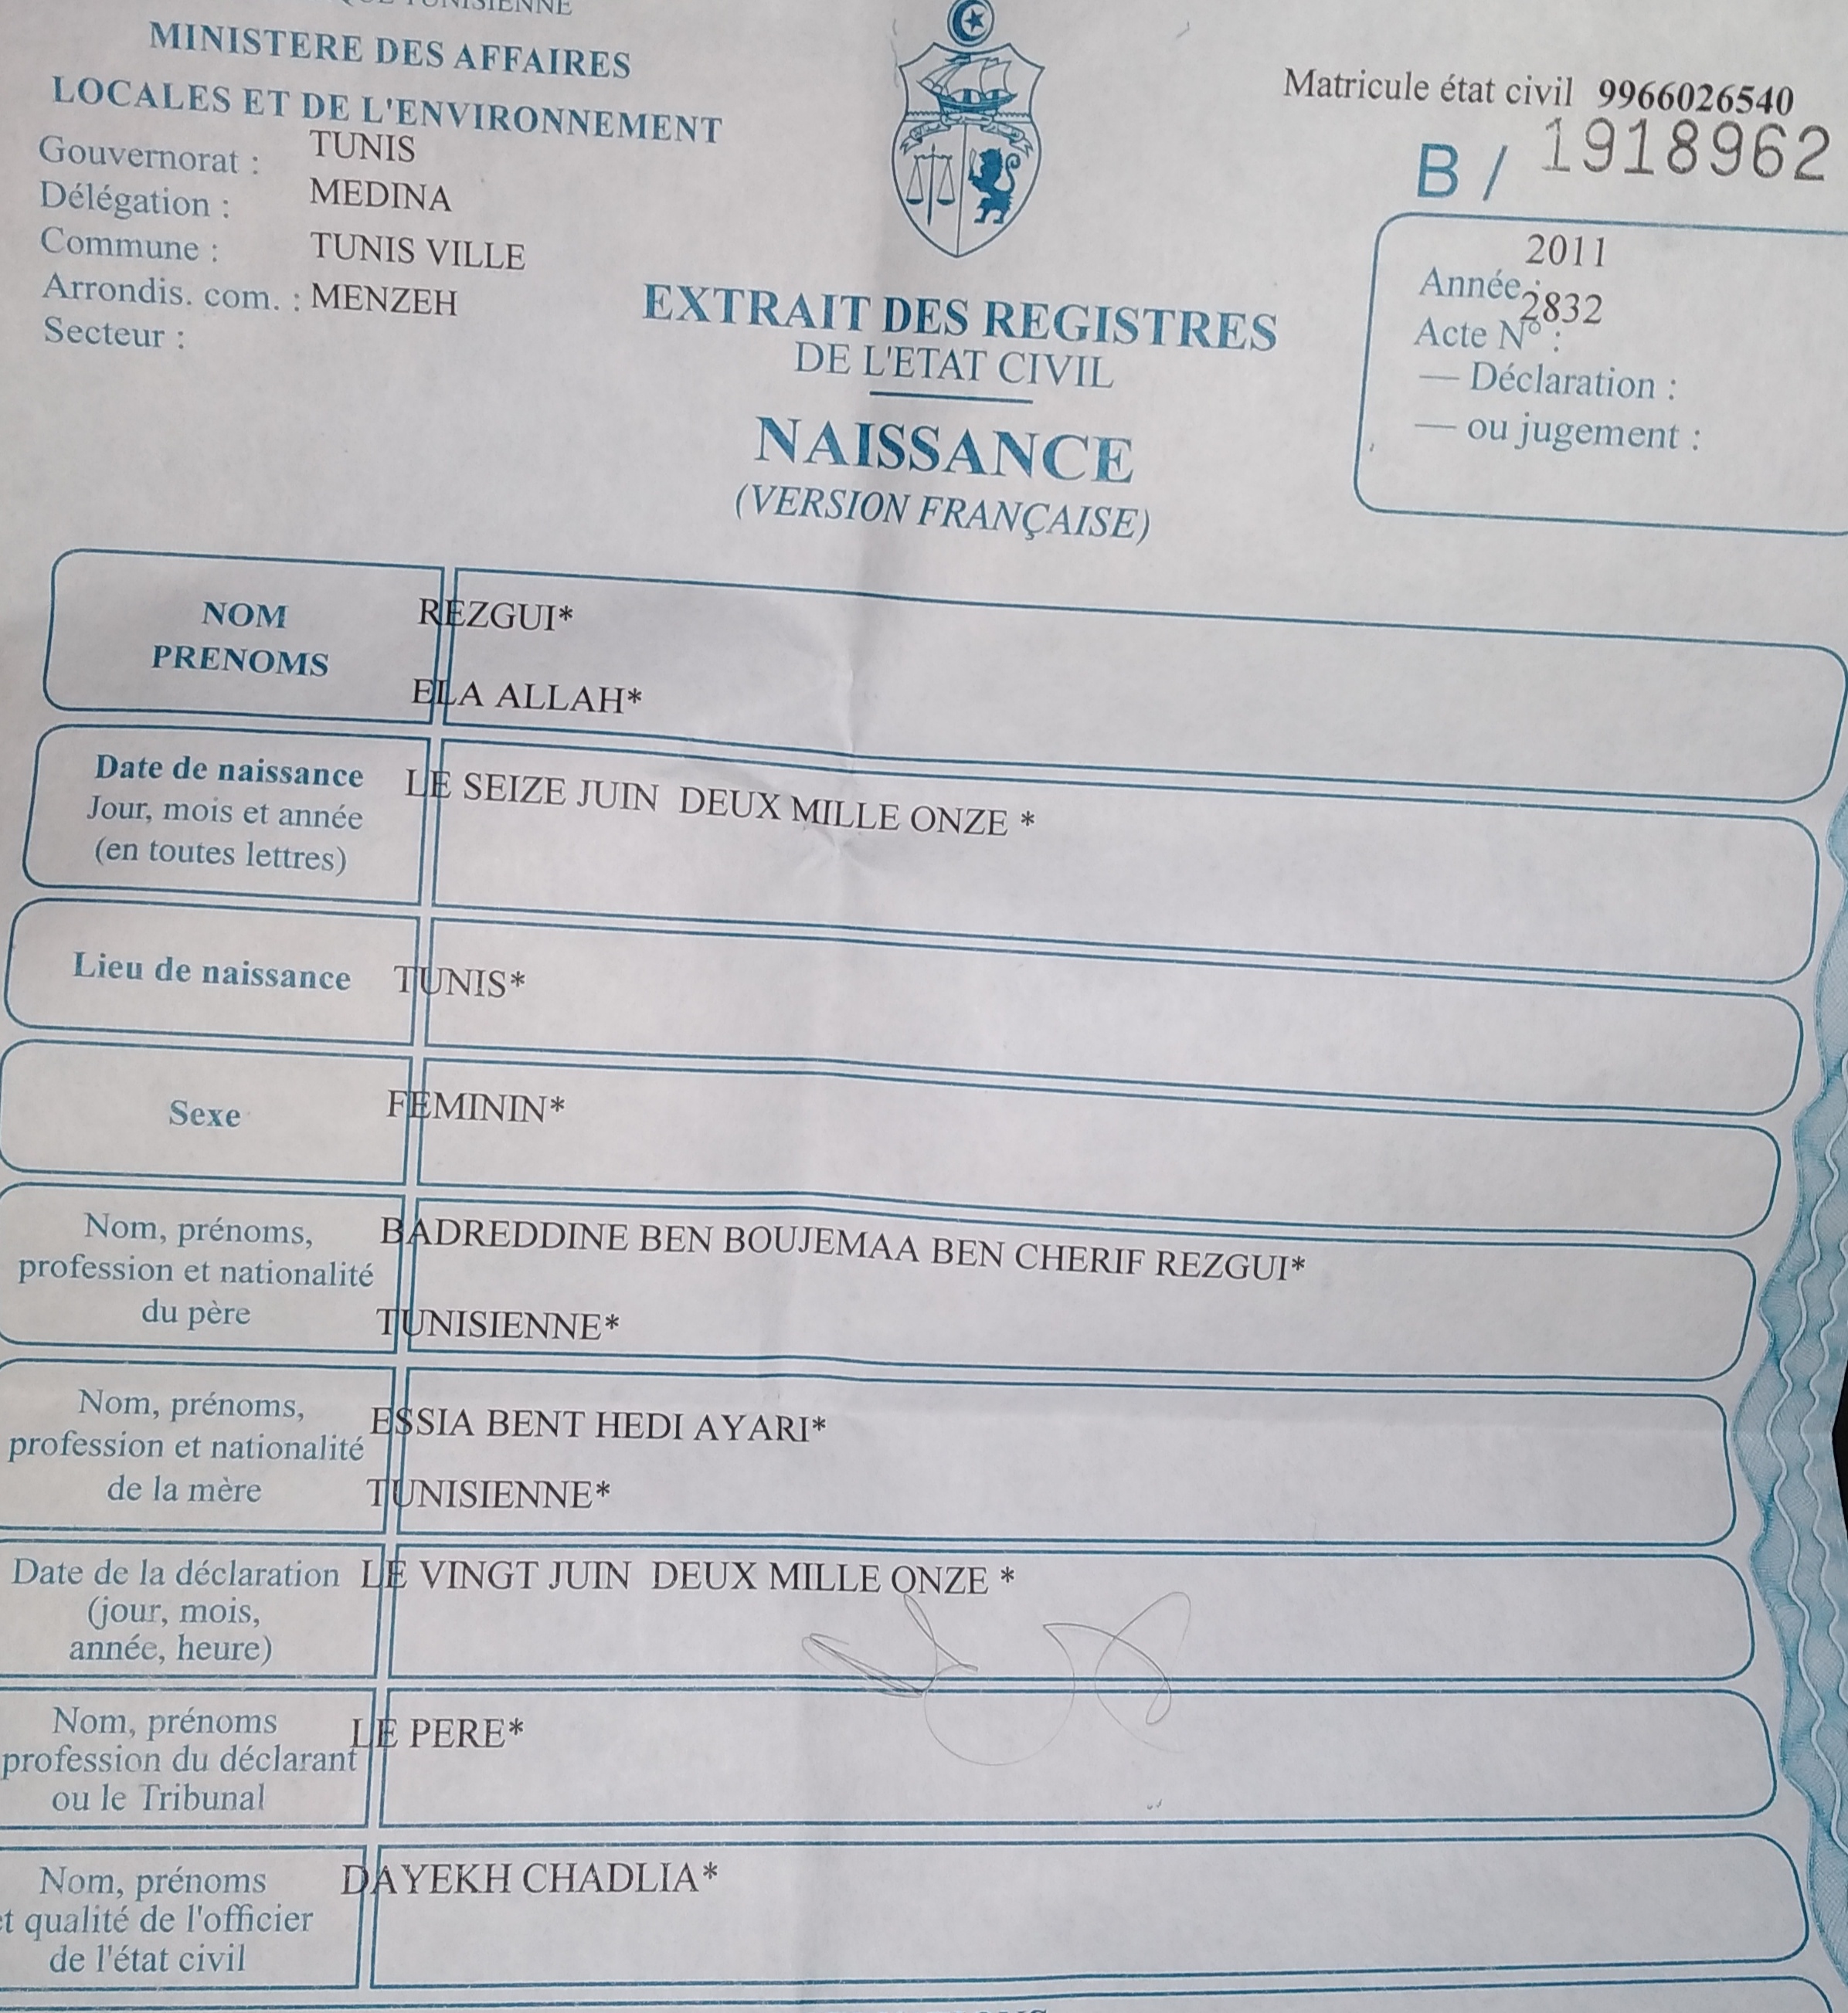 TUNISIENNE
MINISTERE DES AFFAIRES
LOCALES ET DE L'ENVIRONNEMENT
Gouvernorat : TUNIS
Délégation : MEDINA
Commune : TUNIS VILLE
Arrondis. com. : MENZEH
Secteur :
Matricule état civil 9966026540
B / 1918962
2011
Année :
2832
Acte N° :
— Déclaration :
— ou jugement :
EXTRAIT DES REGISTRES
DE L'ETAT CIVIL
NAISSANCE
(VERSION FRANÇAISE)
NOM REZGUI*
PRENOMS ELA ALLAH*
Date de naissance LE SEIZE JUIN DEUX MILLE ONZE *
Jour, mois et année
(en toutes lettres)
Lieu de naissance TUNIS*
Sexe FEMININ*
Nom, prénoms, BADREDDINE BEN BOUJEMAA BEN CHERIF REZGUI*
profession et nationalité
du père TUNISIENNE*
Nom, prénoms, ESSIA BENT HEDI AYARI*
profession et nationalité
de la mère TUNISIENNE*
Date de la déclaration LE VINGT JUIN DEUX MILLE ONZE *
(jour, mois,
année, heure)
Nom, prénoms LE PERE*
profession du déclarant
ou le Tribunal
Nom, prénoms DAYEKH CHADLIA*
et qualité de l'officier
de l'état civil